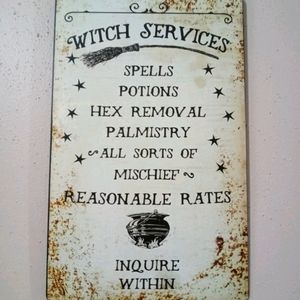 WITCH SERVICES
SPELLS
POTIONS
HEX REMOVAL
PALMISTRY
ALL SORTS OF
MISCHIEF
REASONABLE RATES
INQUIRE
WITHIN